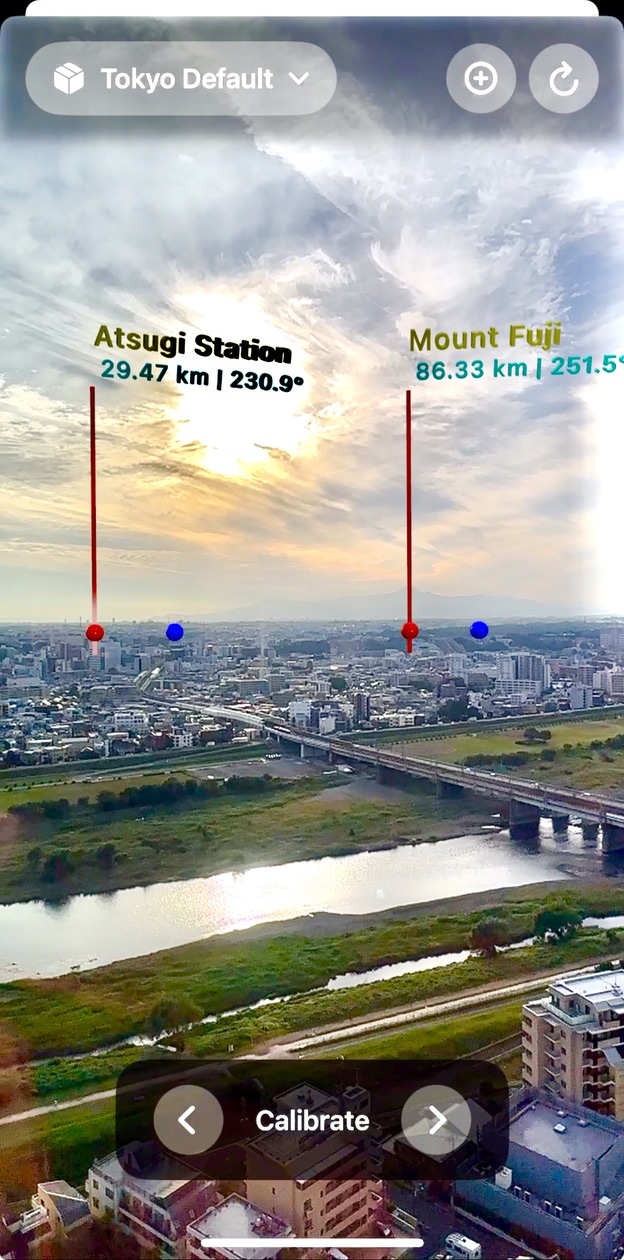 Tokyo Default
Atsugi Station
29.47 km | 230.9°
Mount Fuji
86.33 km | 251.5°
Calibrate